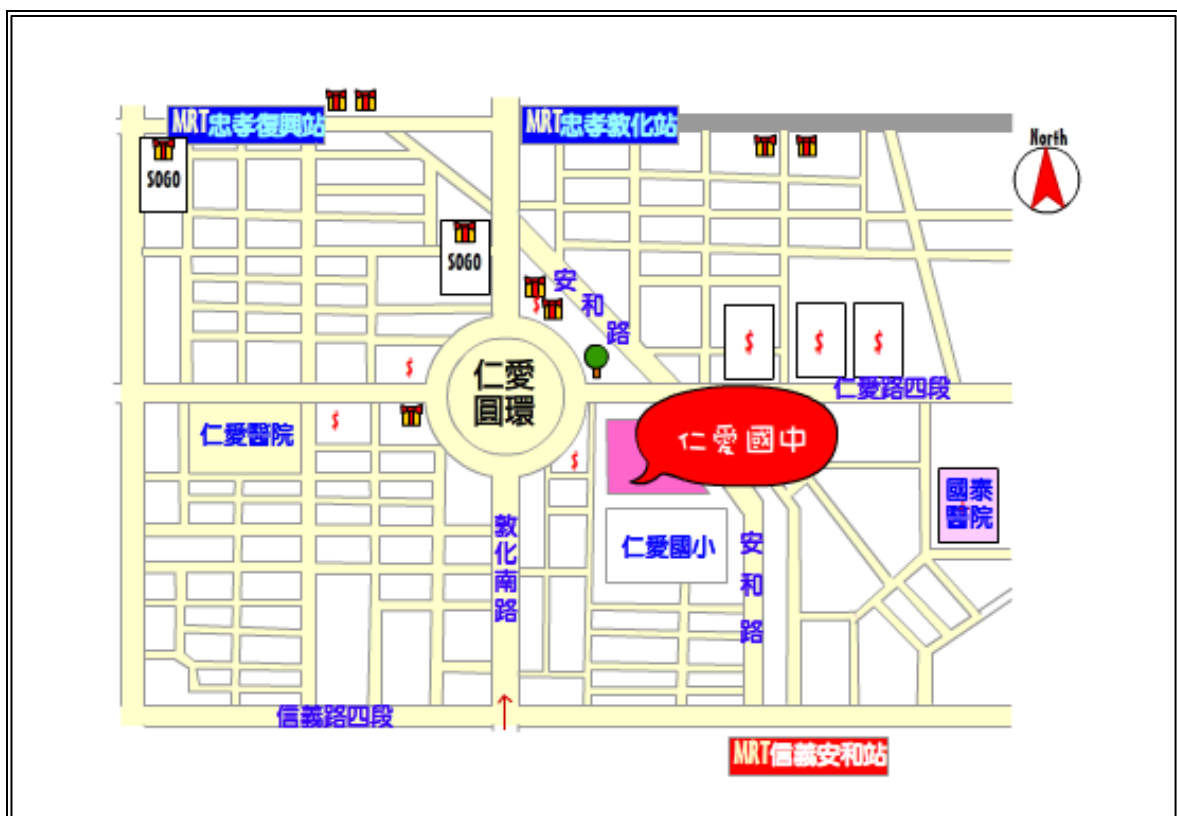 MRT忠孝復興站
MRT忠孝敦化站
North
SOGO
SOGO
安
和
路
$
$
$
$
$
仁愛
圓環
仁愛路四段
仁愛國中
仁愛醫院
$
$
國泰
醫院
仁愛國小
敦
化
南
路
安
和
路
信義路四段
MRT信義安和站